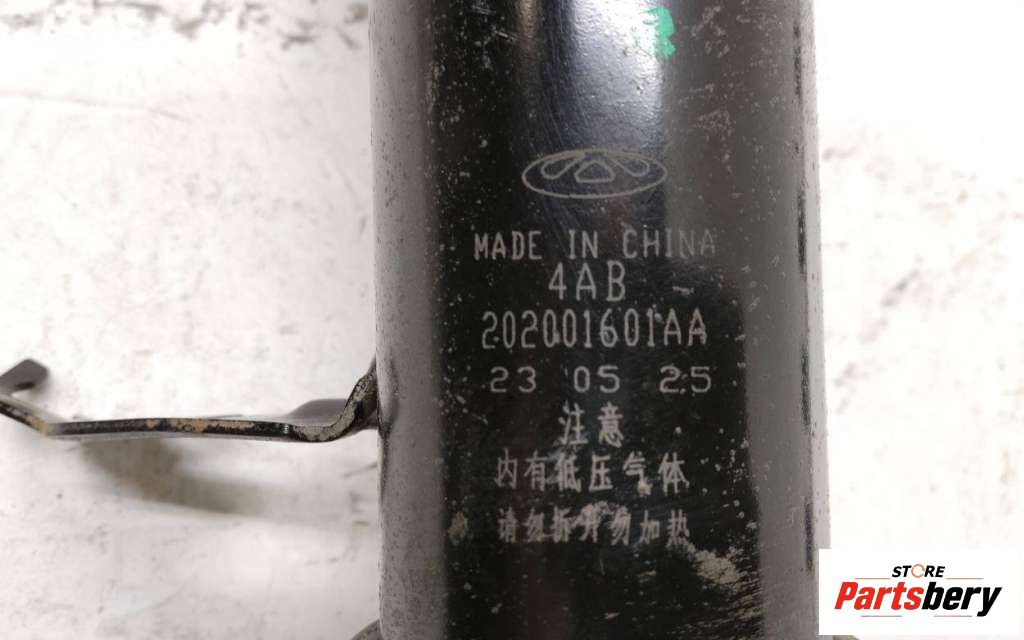 MADE IN CHINA
4AB
202001601AA
23 05 25
注意
内有低压气体
请勿拆开勿加热
STORE
Partsbery